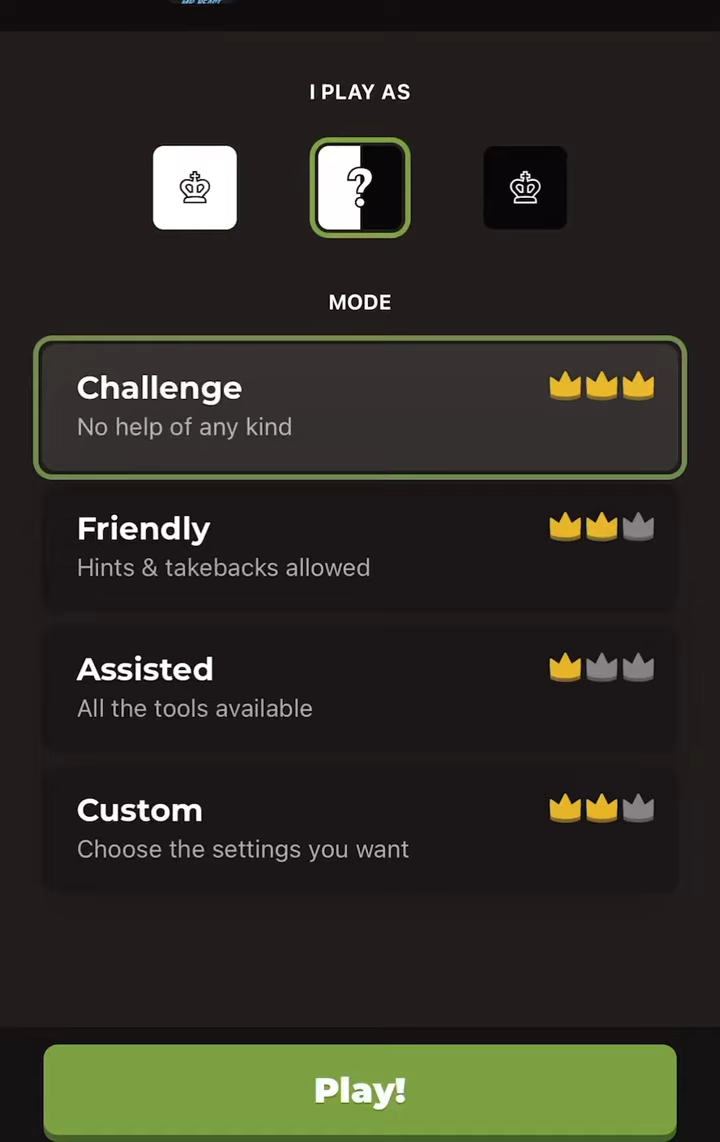 I PLAY AS
?
MODE
Challenge
No help of any kind
Friendly
Hints & takebacks allowed
Assisted
All the tools available
Custom
Choose the settings you want
Play!